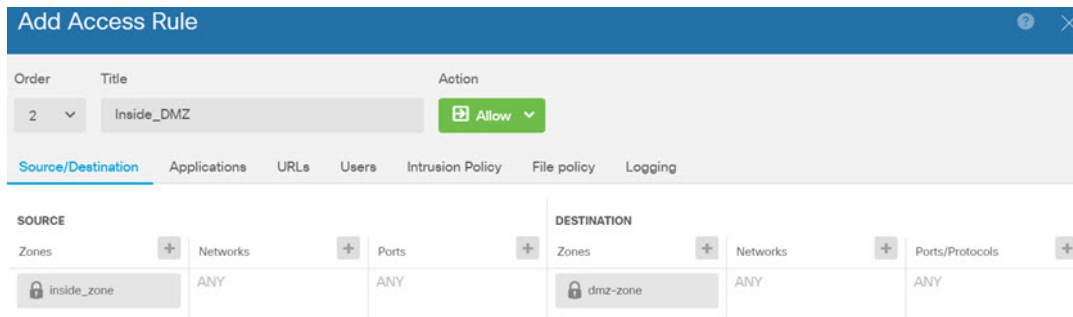 Add Access Rule
Order Title Action
2 Inside_DMZ Allow
Source/Destination Applications URLs Users Intrusion Policy File policy Logging
SOURCE DESTINATION
Zones Networks Ports Zones Networks Ports/Protocols
inside_zone ANY ANY dmz-zone ANY ANY